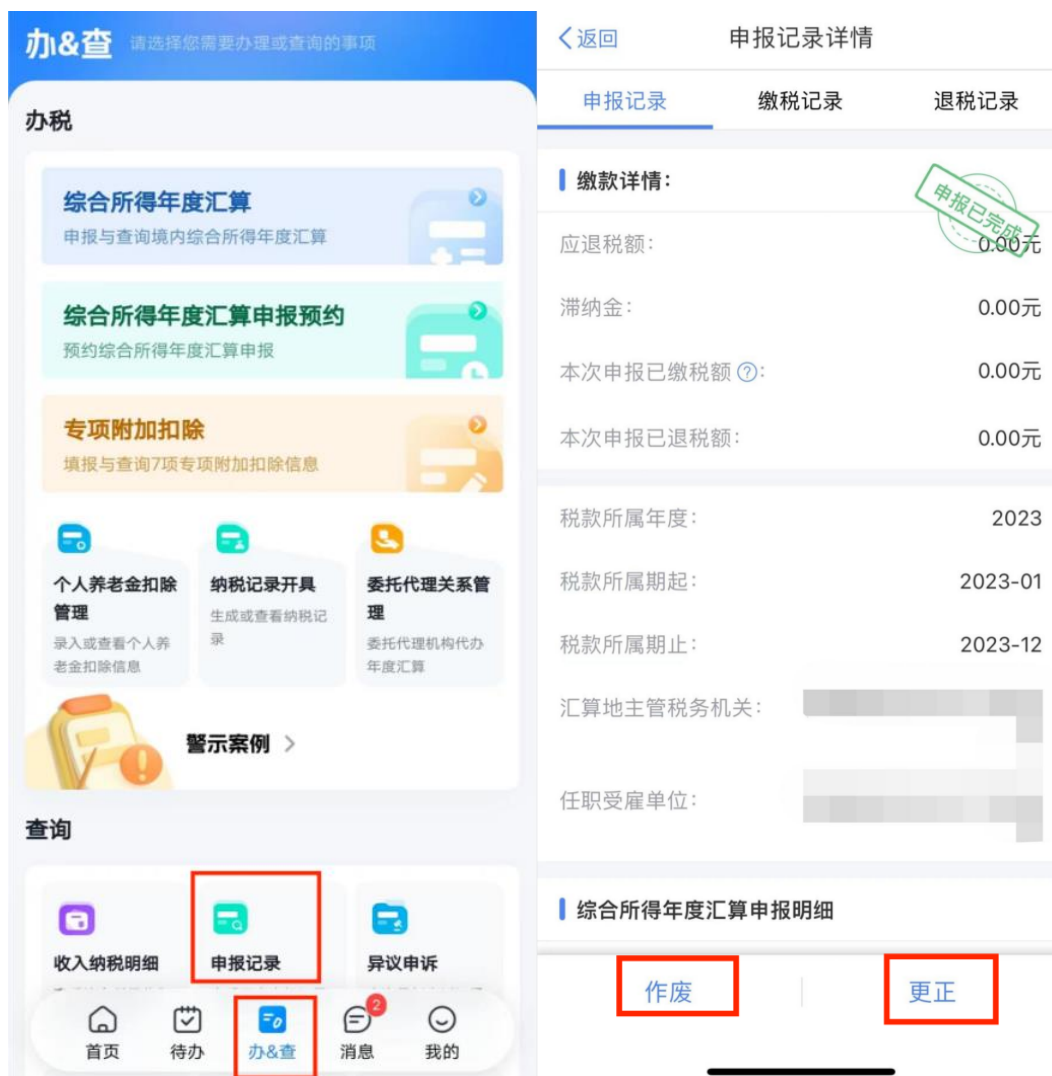 办&查 请选择您需要办理或查询的事项
办税
综合所得年度汇算
申报与查询境内综合所得年度汇算
综合所得年度汇算申报预约
预约综合所得年度汇算申报
专项附加扣除
填报与查询7项专项附加扣除信息
个人养老金扣除
管理
录入或查看个人养
老金扣除信息
纳税记录开具
生成或查看纳税记
录
委托代理关系管
理
委托代理机构代办
年度汇算
警示案例
查询
收入纳税明细
申报记录
异议申诉
首页
待办
办&查
消息
2
我的
返回
申报记录详情
申报记录
缴税记录
退税记录
缴款详情:
申报已完成
应退税额: 0.00元
滞纳金: 0.00元
本次申报已缴税额?: 0.00元
本次申报已退税额: 0.00元
税款所属年度: 2023
税款所属期起: 2023-01
税款所属期止: 2023-12
汇算地主管税务机关:
任职受雇单位:
综合所得年度汇算申报明细
作废
更正